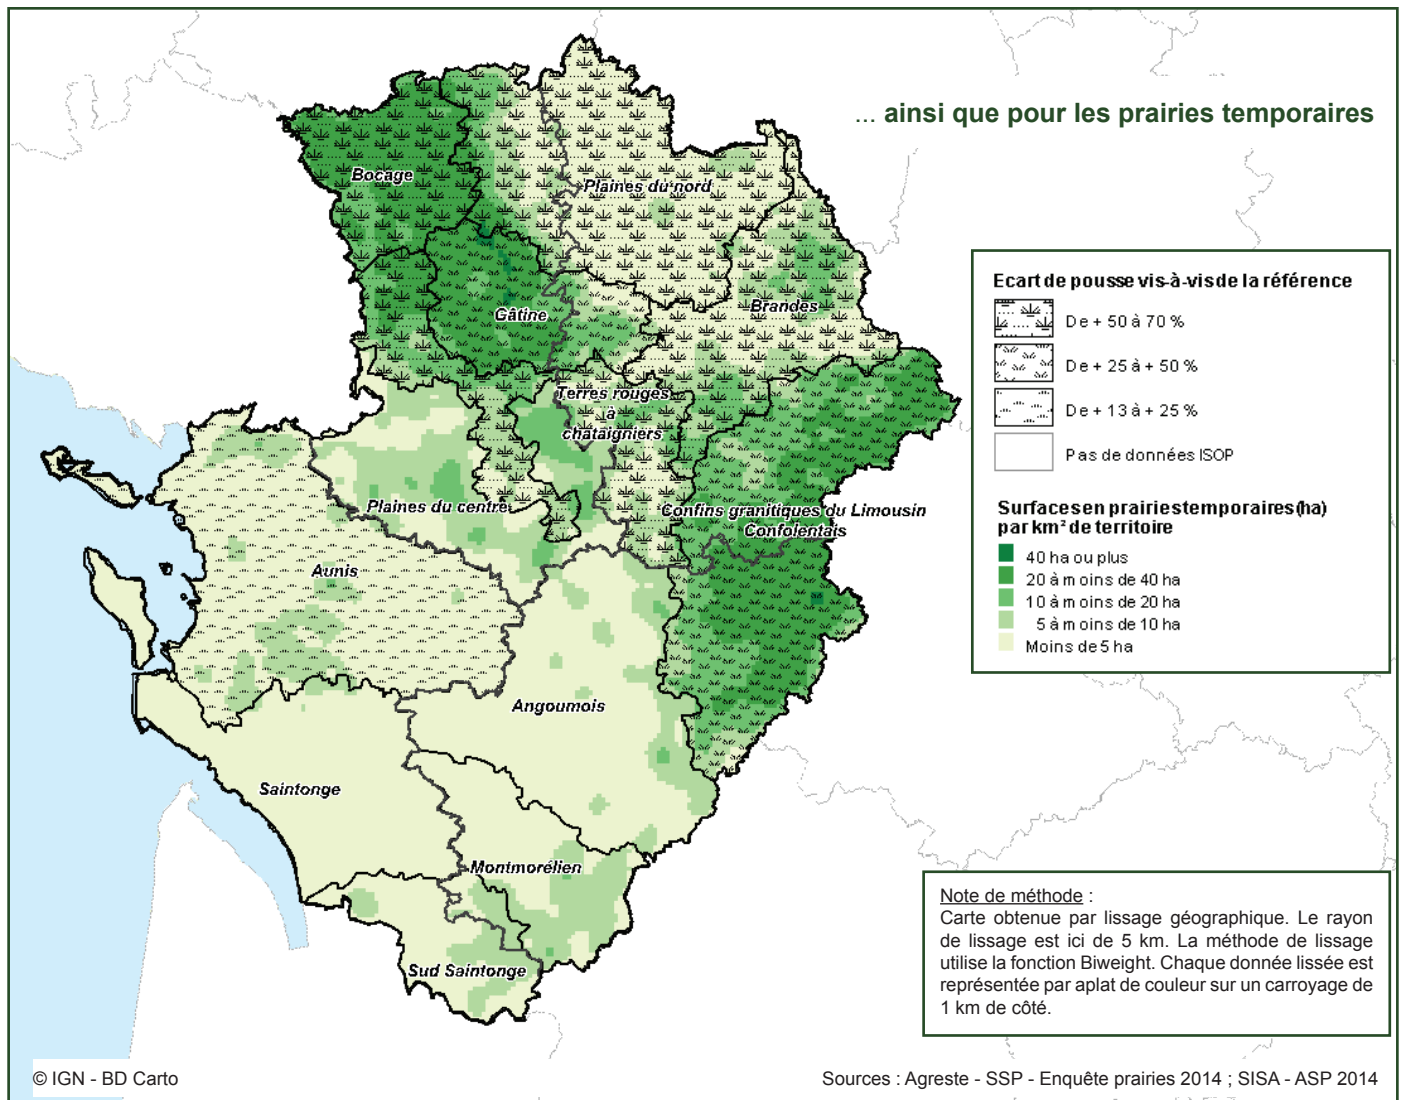 ... ainsi que pour les prairies temporaires
Bocage
Plaines du nord
Gâtine
Brandes
Terres rouges
à
chataigniers
Plaines du centre
Confins granitiques du Limousin
Confolentais
Aunis
Angoumois
Saintonge
Montmorélien
Sud Saintonge
Ecart de pousse vis-à-vis de la référence
De + 50 à 70 %
De + 25 à + 50 %
De + 13 à + 25 %
Pas de données ISOP
Surfaces en prairies temporaires (ha)
par km² de territoire
40 ha ou plus
20 à moins de 40 ha
10 à moins de 20 ha
5 à moins de 10 ha
Moins de 5 ha
Note de méthode :
Carte obtenue par lissage géographique. Le rayon
de lissage est ici de 5 km. La méthode de lissage
utilise la fonction Biweight. Chaque donnée lissée est
représentée par aplat de couleur sur un carroyage de
1 km de côté.
© IGN - BD Carto
Sources : Agreste - SSP - Enquête prairies 2014 ; SISA - ASP 2014